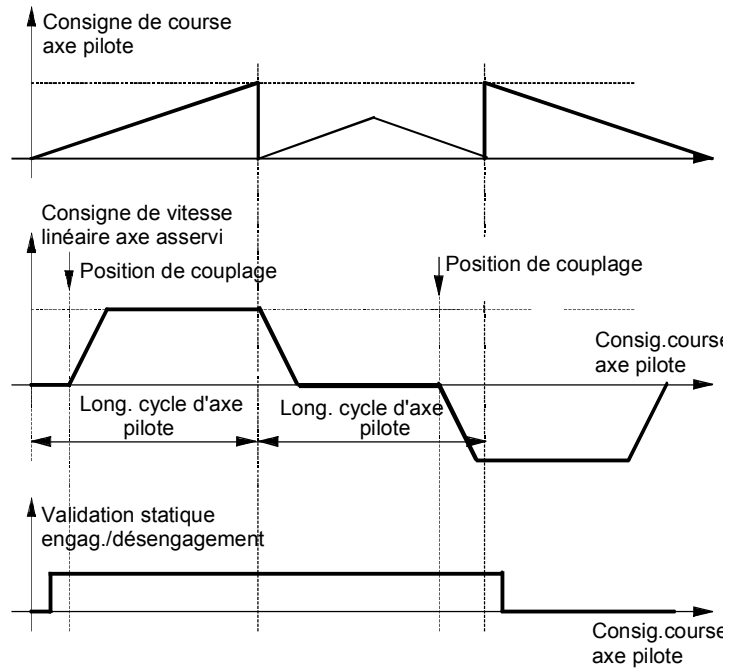 Consigne de course
axe pilote
Consigne de vitesse
linéaire axe asservi
Position de couplage
Position de couplage
Consig.course
axe pilote
Long. cycle d'axe
pilote
Long. cycle d'axe
pilote
Validation statique
engag./désengagement
Consig.course
axe pilote